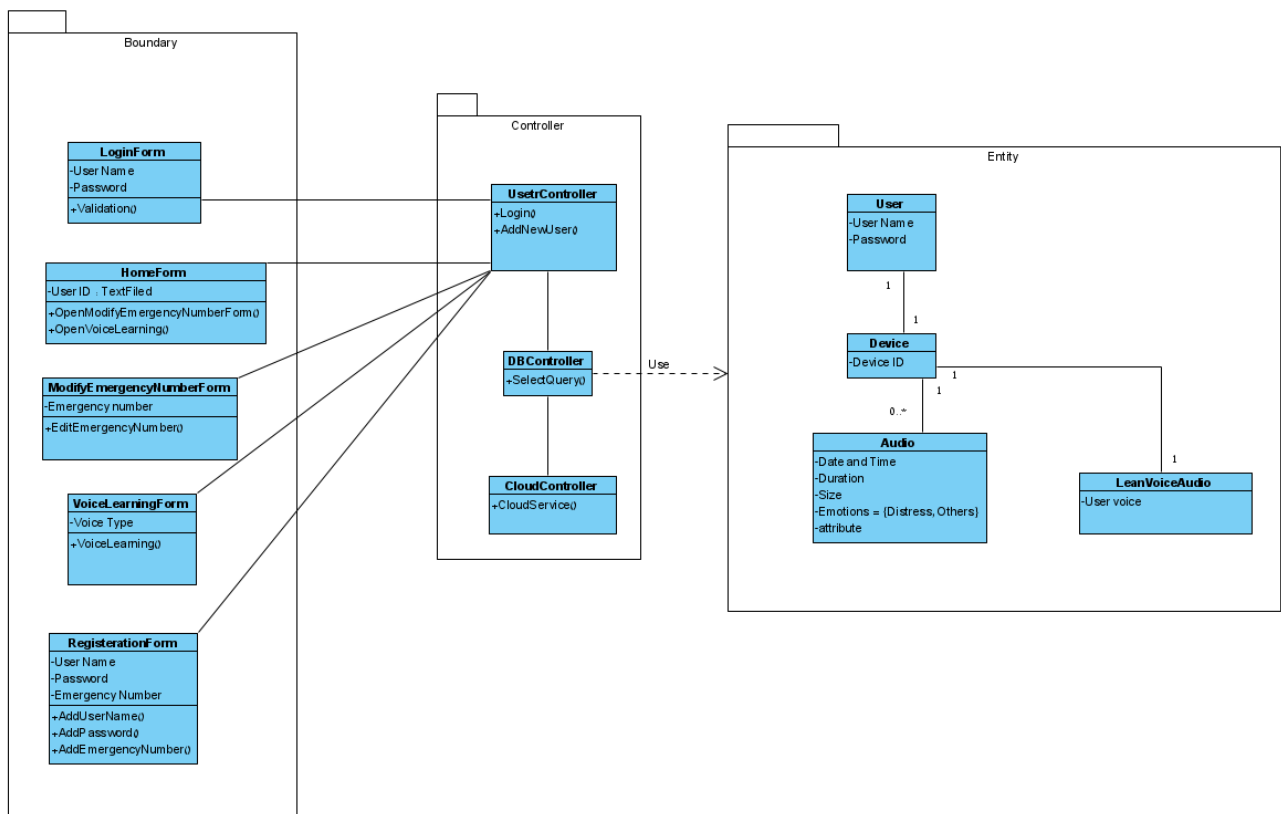 Boundary
LoginForm
-User Name
-Password
+Validation()
HomeForm
-User ID : TextFiled
+OpenModifyEmergencyNumberForm()
+OpenVoiceLearning()
ModifyEmergencyNumberForm
-Emergency number
+EditEmergencyNumber()
VoiceLearningForm
-Voice Type
+VoiceLearning()
RegisterationForm
-User Name
-Password
-Emergency Number
+AddUserName()
+AddPassword()
+AddEmergencyNumber()
Controller
UsetrController
+Login()
+AddNewUser()
DBController
+SelectQuery()
CloudController
+CloudService()
Use
Entity
User
-User Name
-Password
1
1
Device
-Device ID
1
1
0..*
Audio
-Date and Time
-Duration
-Size
-Emotions = {Distress, Others}
-attribute
1
LeanVoiceAudio
-User voice